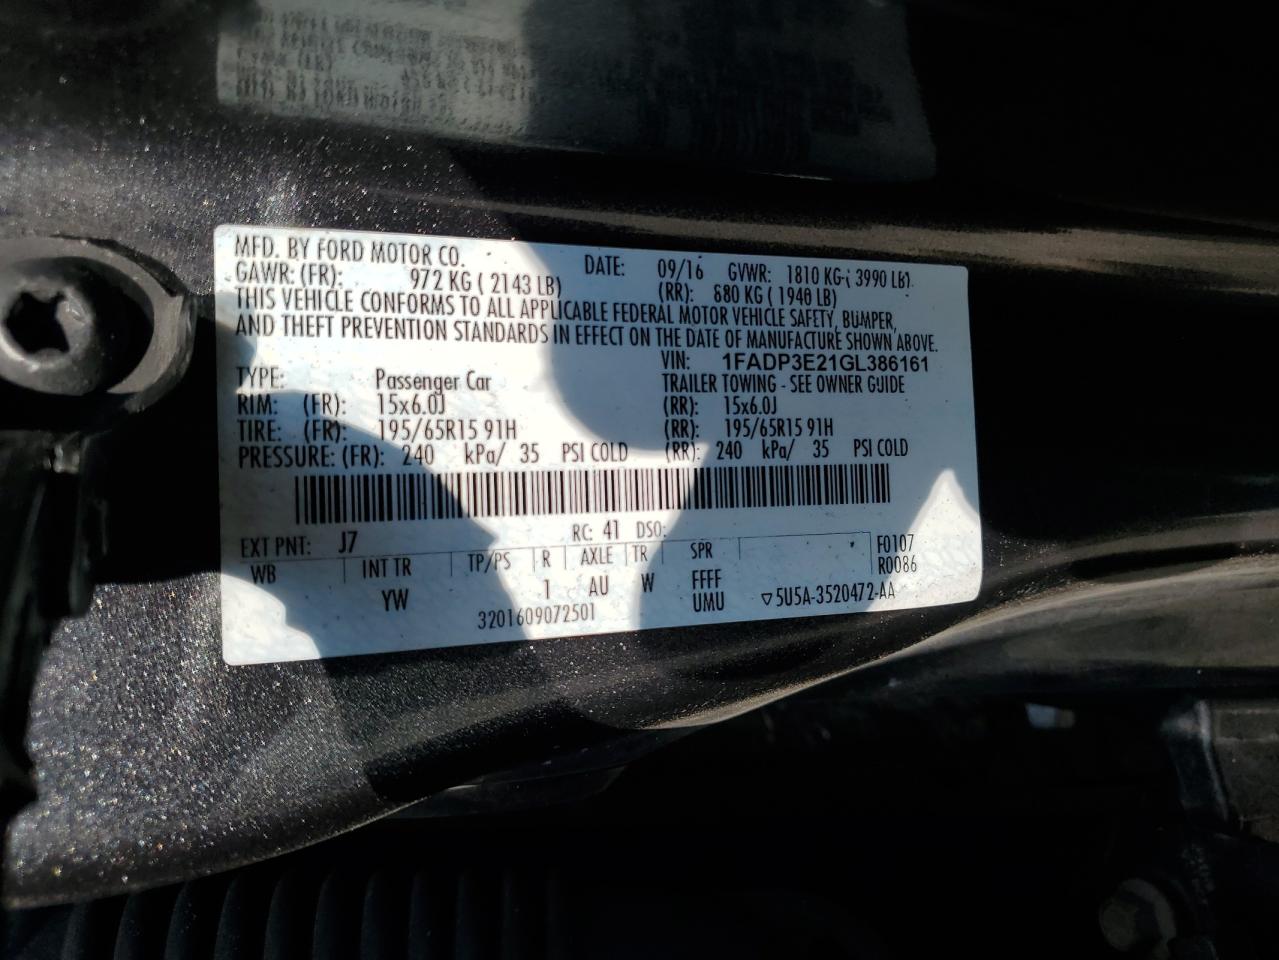 MFD. BY FORD MOTOR CO. DATE: 09/16 GVWR: 1810 KG( 3990 LB)
GAWR: (FR): 972 KG ( 2143 LB) (RR): 880 KG ( 1940 LB)
THIS VEHICLE CONFORMS TO ALL APPLICABLE FEDERAL MOTOR VEHICLE SAFETY, BUMPER,
AND THEFT PREVENTION STANDARDS IN EFFECT ON THE DATE OF MANUFACTURE SHOWN ABOVE.
VIN: 1FADP3E21GL386161
TYPE: Passenger Car TRAILER TOWING - SEE OWNER GUIDE
RIM: (FR): 15x6.0J (RR): 15x6.0J
TIRE: (FR): 195/65R15 91H (RR): 195/65R15 91H
PRESSURE: (FR): 240 kPa/ 35 PSI COLD (RR): 240 kPa/ 35 PSI COLD
EXT PNT: J7 RC: 41 DSO: F0107
WB INT TR TP/PS R AXLE TR SPR R0086
YW 1 AU W FFFF
UMU ▽5U5A-3520472-AA
3201609072501